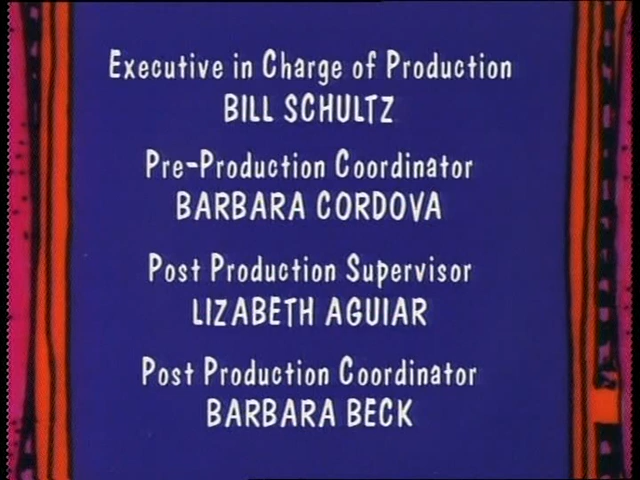 Executive in Charge of Production
BILL SCHULTZ
Pre-Production Coordinator
BARBARA CORDOVA
Post Production Supervisor
LIZABETH AGUIAR
Post Production Coordinator
BARBARA BECK